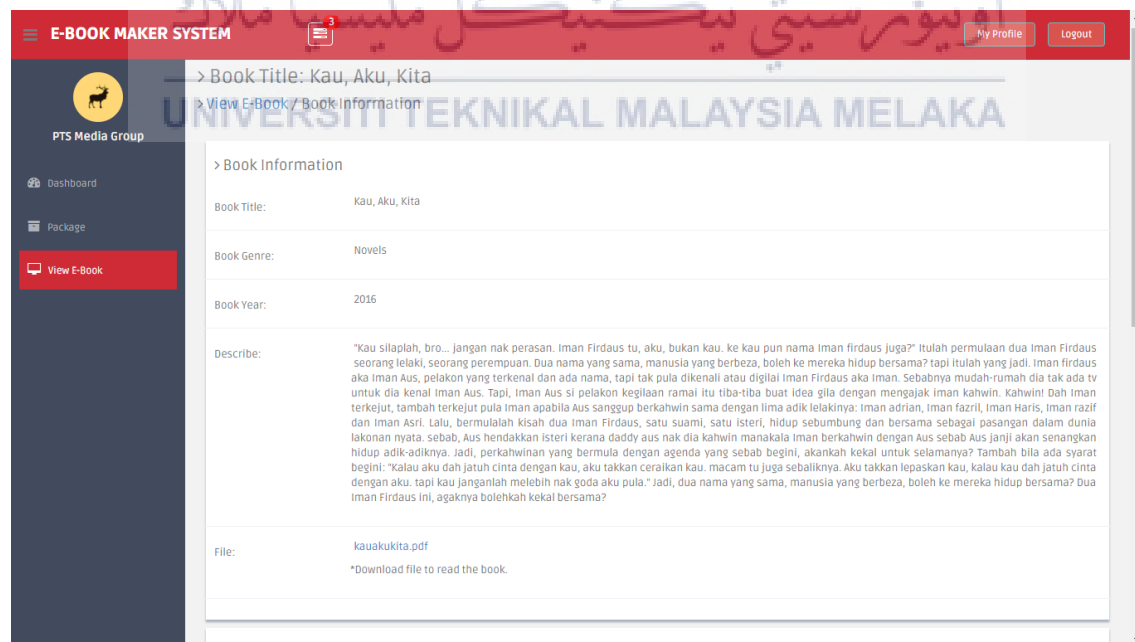 اونيۏرسيتي تيكنيكل مليسيا ملاك
E-BOOK MAKER SYSTEM
3
My Profile
Logout
> Book Title: Kau, Aku, Kita
> View E-Book / Book Information
UNIVERSITI TEKNIKAL MALAYSIA MELAKA
PTS Media Group
Dashboard
Package
View E-Book
> Book Information
Book Title: Kau, Aku, Kita
Book Genre: Novels
Book Year: 2016
Describe: "Kau silaplah, bro... jangan nak perasan. Iman Firdaus tu, aku, bukan kau. ke kau pun nama Iman firdaus juga?" Itulah permulaan dua Iman Firdaus
seorang lelaki, seorang perempuan. Dua nama yang sama, manusia yang berbeza, boleh ke mereka hidup bersama? tapi itulah yang jadi. Iman firdaus
aka Iman Aus, pelakon yang terkenal dan ada nama, tapi tak pula dikenali atau digilai Iman Firdaus aka Iman. Sebabnya mudah-rumah dia tak ada tv
untuk dia kenal Iman Aus. Tapi, Iman Aus si pelakon kegilaan ramai itu tiba-tiba buat idea gila dengan mengajak iman kahwin. Kahwin! Dah Iman
terkejut, tambah terkejut pula Iman apabila Aus sanggup berkahwin sama dengan lima adik lelakinya: Iman adrian, Iman fazril, Iman Haris, Iman razif
dan Iman Asri. Lalu, bermulalah kisah dua Iman Firdaus, satu suami, satu isteri, hidup sebumbung dan bersama sebagai pasangan dalam dunia
lakonan nyata. sebab, Aus hendakkan isteri kerana daddy aus nak dia kahwin manakala Iman berkahwin dengan Aus sebab Aus janji akan senangkan
hidup adik-adiknya. Jadi, perkahwinan yang bermula dengan agenda yang sebab begini, akankah kekal untuk selamanya? Tambah bila ada syarat
begini: "Kalau aku dah jatuh cinta dengan kau, aku takkan ceraikan kau. macam tu juga sebaliknya. Aku takkan lepaskan kau, kalau kau dah jatuh cinta
dengan aku. tapi kau janganlah melebih nak goda aku pula." Jadi, dua nama yang sama, manusia yang berbeza, boleh ke mereka hidup bersama? Dua
Iman Firdaus ini, agaknya bolehkah kekal bersama?
File: kauakukita.pdf
*Download file to read the book.